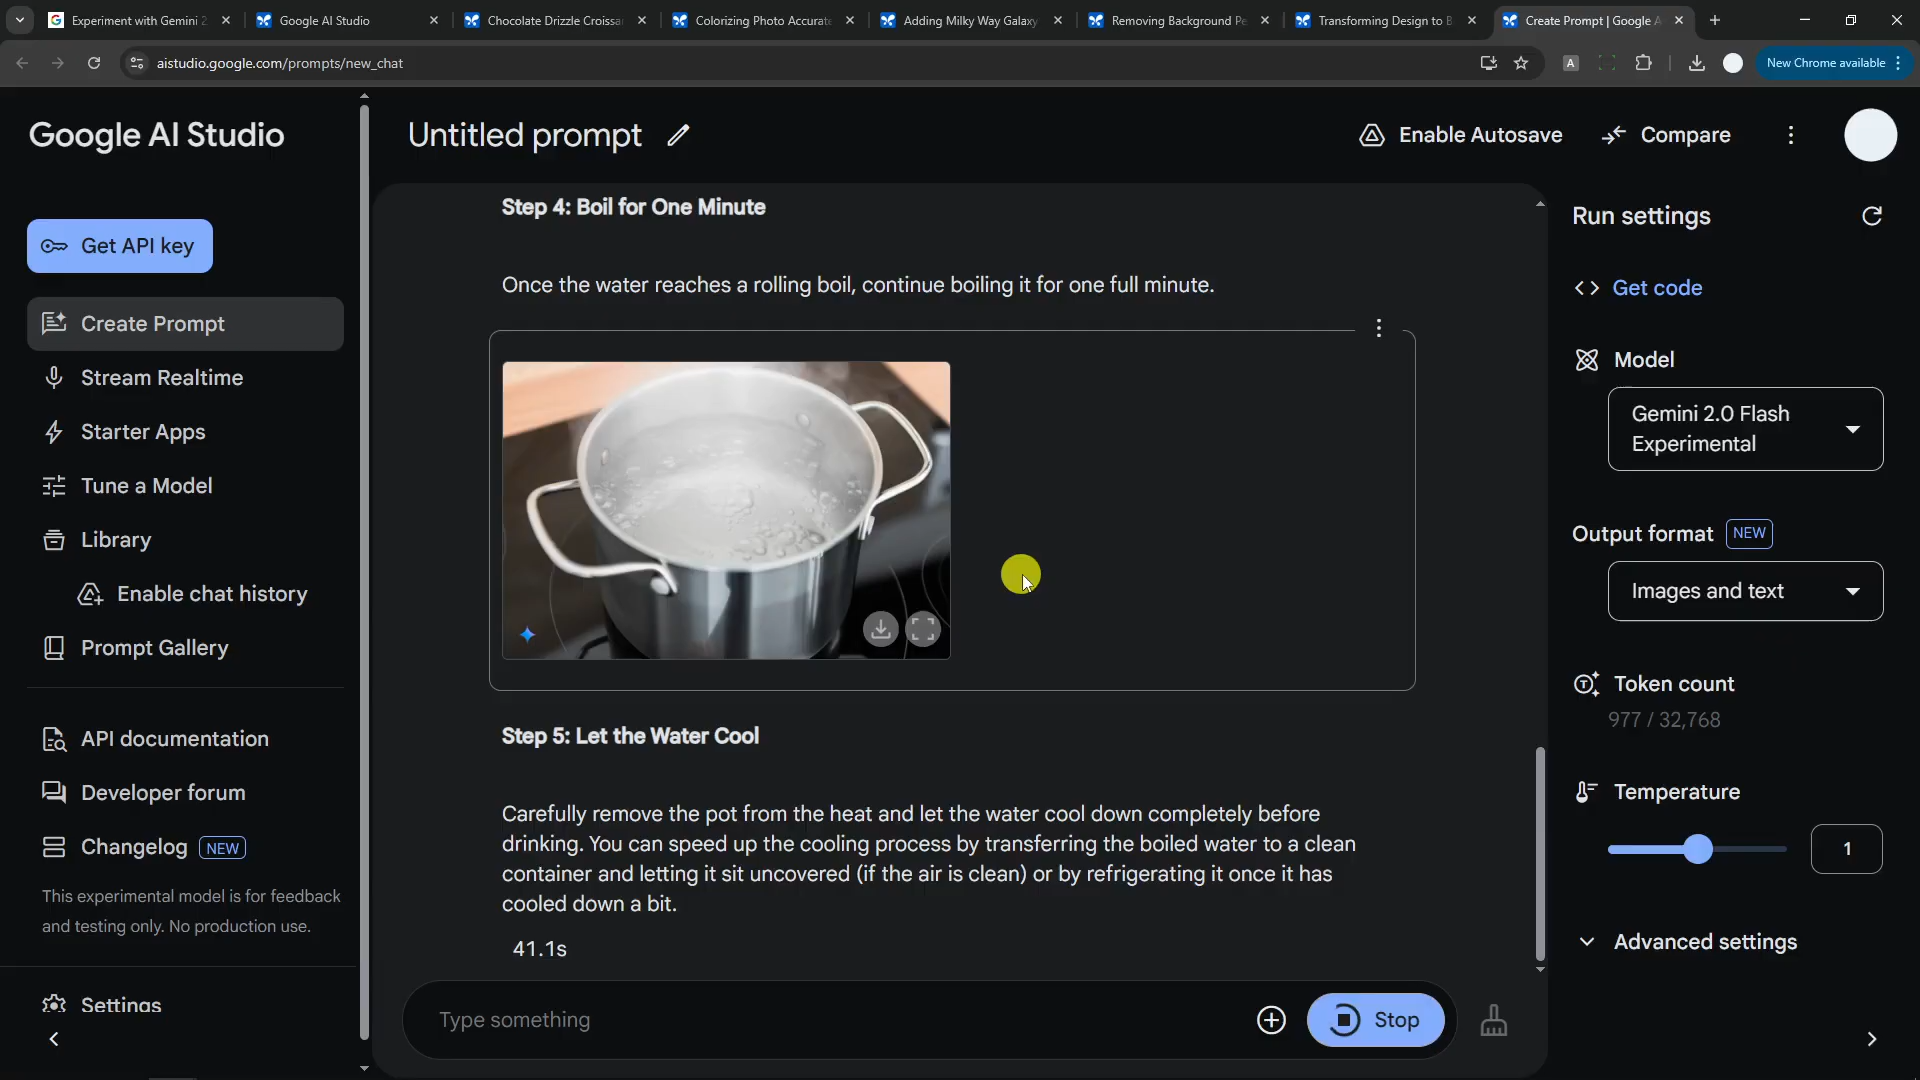 Experiment with Gemini 2
Google AI Studio
Chocolate Drizzle Croissa
Colorizing Photo Accurate
Adding Milky Way Galaxy
Removing Background Pe
Transforming Design to B
Create Prompt | Google A
aistudio.google.com/prompts/new_chat
A
New Chrome available
Google AI Studio
Get API key
Create Prompt
Stream Realtime
Starter Apps
Tune a Model
Library
Enable chat history
Prompt Gallery
API documentation
Developer forum
Changelog NEW
This experimental model is for feedback
and testing only. No production use.
Settings
Untitled prompt
Enable Autosave
Compare
Step 4: Boil for One Minute
Once the water reaches a rolling boil, continue boiling it for one full minute.
Step 5: Let the Water Cool
Carefully remove the pot from the heat and let the water cool down completely before
drinking. You can speed up the cooling process by transferring the boiled water to a clean
container and letting it sit uncovered (if the air is clean) or by refrigerating it once it has
cooled down a bit.
41.1s
Type something
Stop
Run settings
Get code
Model
Gemini 2.0 Flash
Experimental
Output format NEW
Images and text
Token count
977 / 32,768
Temperature
1
Advanced settings